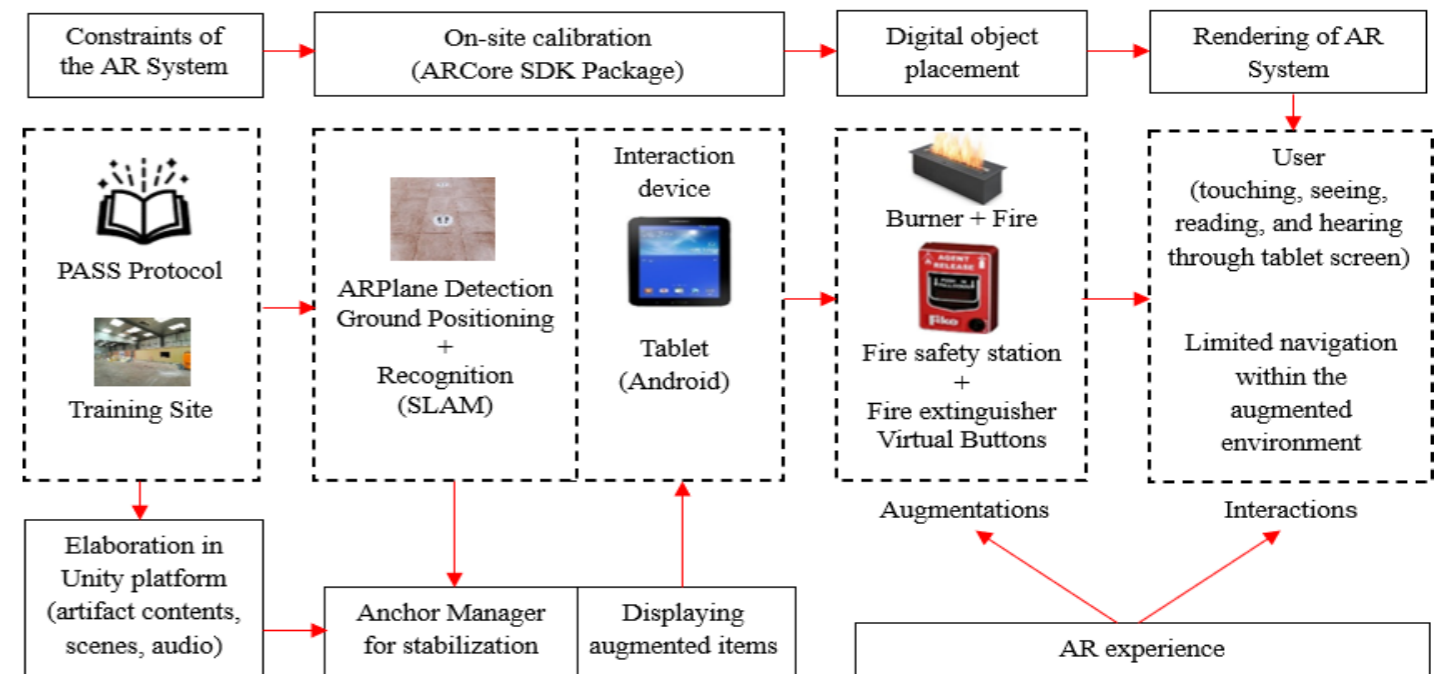 Constraints of
the AR System
On-site calibration
(ARCore SDK Package)
Digital object
placement
Rendering of AR
System
PASS Protocol
Training Site
ARPlane Detection
Ground Positioning
+
Recognition
(SLAM)
Interaction
device
Tablet
(Android)
Burner + Fire
AGENT
RELEASE
Fiko
Fire safety station
+
Fire extinguisher
Virtual Buttons
User
(touching, seeing,
reading, and hearing
through tablet screen)
Limited navigation
within the
augmented
environment
Augmentations
Interactions
Elaboration in
Unity platform
(artifact contents,
scenes, audio)
Anchor Manager
for stabilization
Displaying
augmented items
AR experience